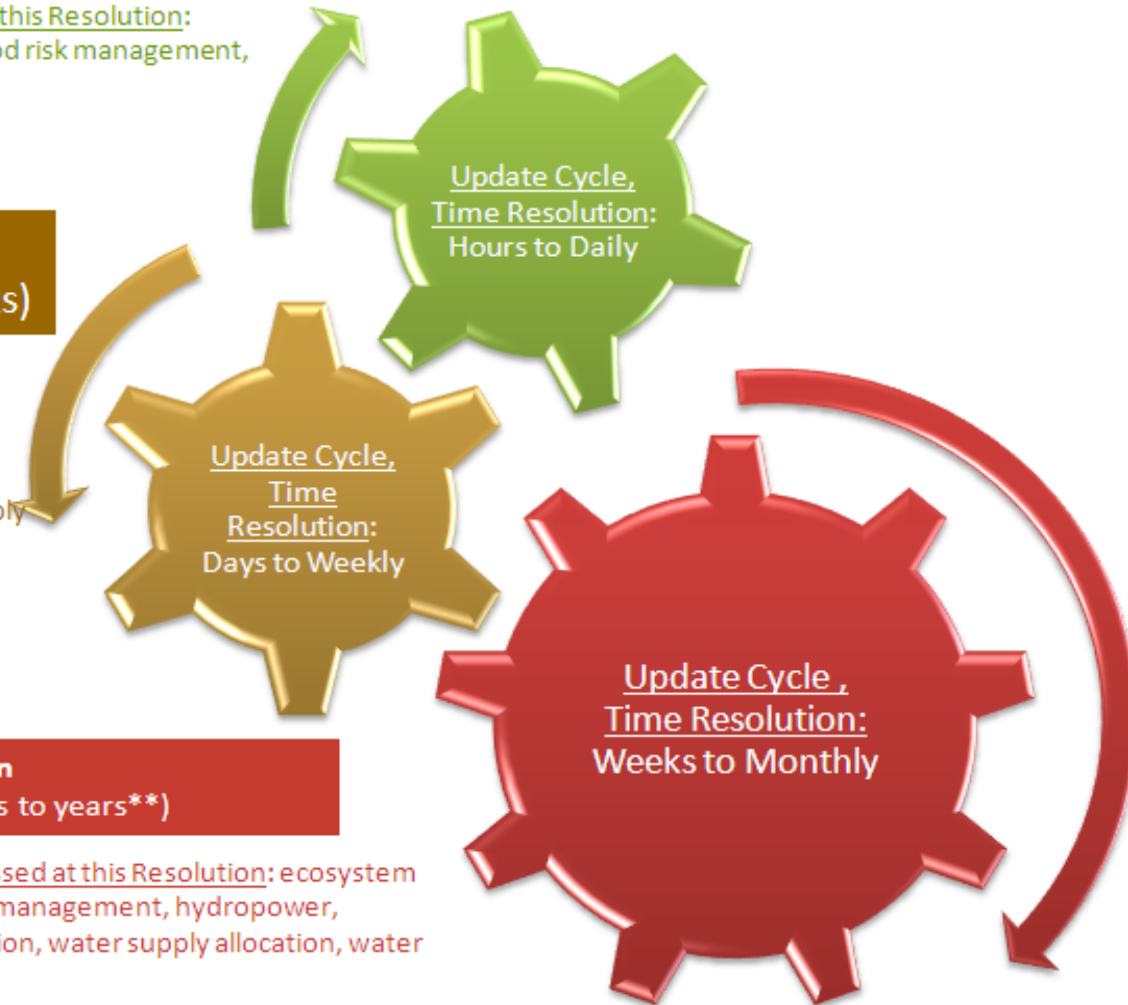 this Resolution:
od risk management,
Update Cycle,
Time Resolution:
Hours to Daily
s)
Update Cycle,
Time
Resolution:
Days to Weekly
ply
Update Cycle ,
Time Resolution:
Weeks to Monthly
n
s to years**)
ssed at this Resolution: ecosystem
management, hydropower,
ion, water supply allocation, water